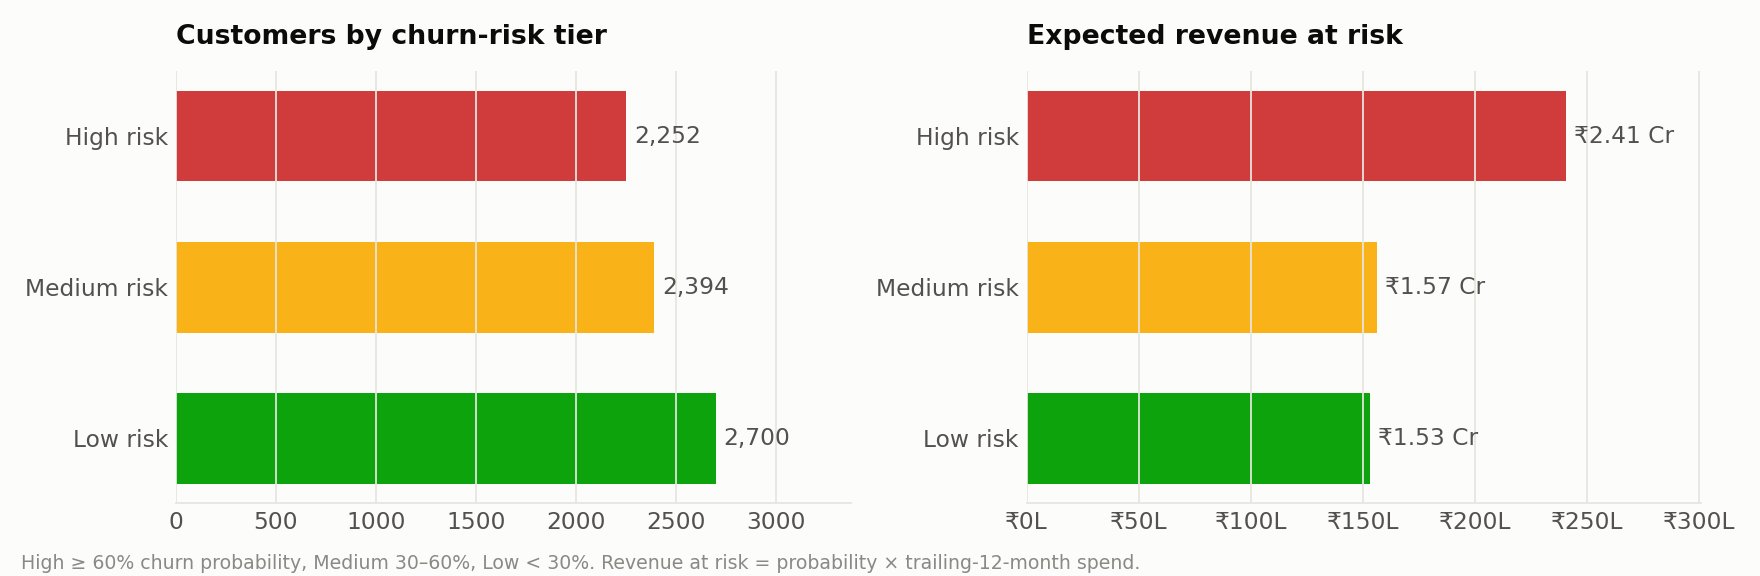 Customers by churn-risk tier
High risk
2,252
Medium risk
2,394
Low risk
2,700
0 500 1000 1500 2000 2500 3000
Expected revenue at risk
High risk
₹2.41 Cr
Medium risk
₹1.57 Cr
Low risk
₹1.53 Cr
₹0L ₹50L ₹100L ₹150L ₹200L ₹250L ₹300L
High ≥ 60% churn probability, Medium 30–60%, Low < 30%. Revenue at risk = probability × trailing-12-month spend.